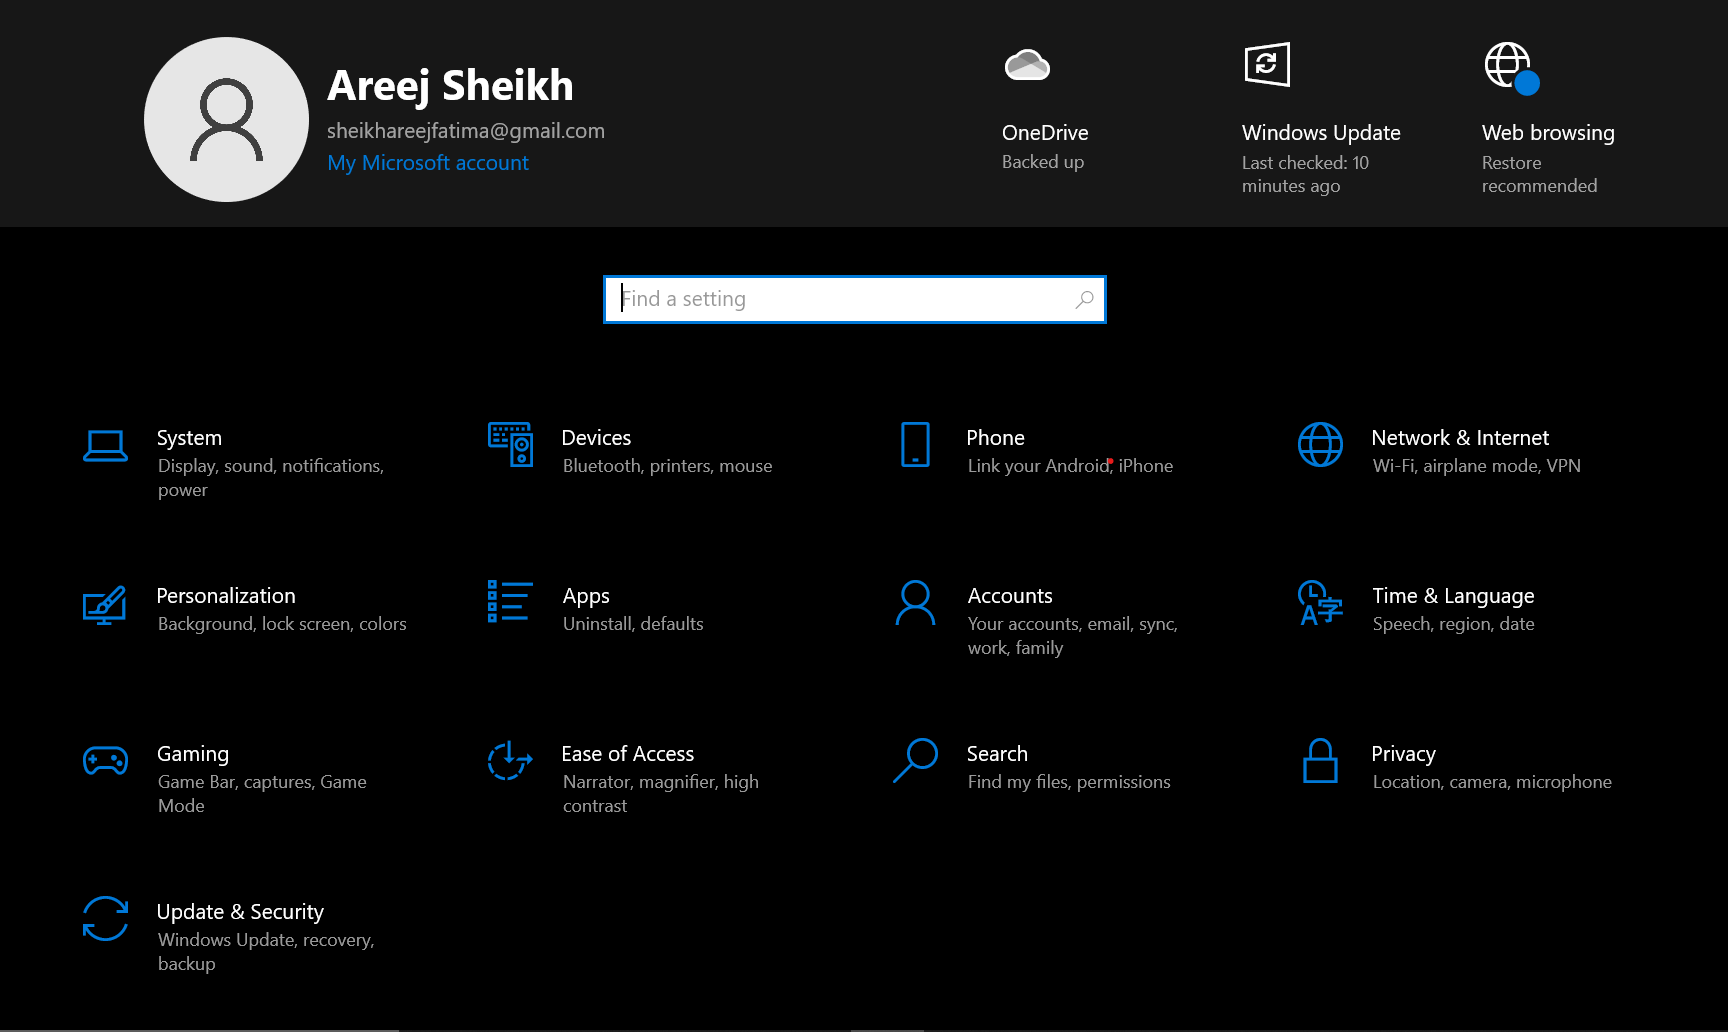 Areej Sheikh
sheikhareejfatima@gmail.com
My Microsoft account
OneDrive
Backed up
Windows Update
Last checked: 10
minutes ago
Web browsing
Restore
recommended
Find a setting
System
Display, sound, notifications,
power
Devices
Bluetooth, printers, mouse
Phone
Link your Android, iPhone
Network & Internet
Wi-Fi, airplane mode, VPN
Personalization
Background, lock screen, colors
Apps
Uninstall, defaults
Accounts
Your accounts, email, sync,
work, family
Time & Language
Speech, region, date
Gaming
Game Bar, captures, Game
Mode
Ease of Access
Narrator, magnifier, high
contrast
Search
Find my files, permissions
Privacy
Location, camera, microphone
Update & Security
Windows Update, recovery,
backup